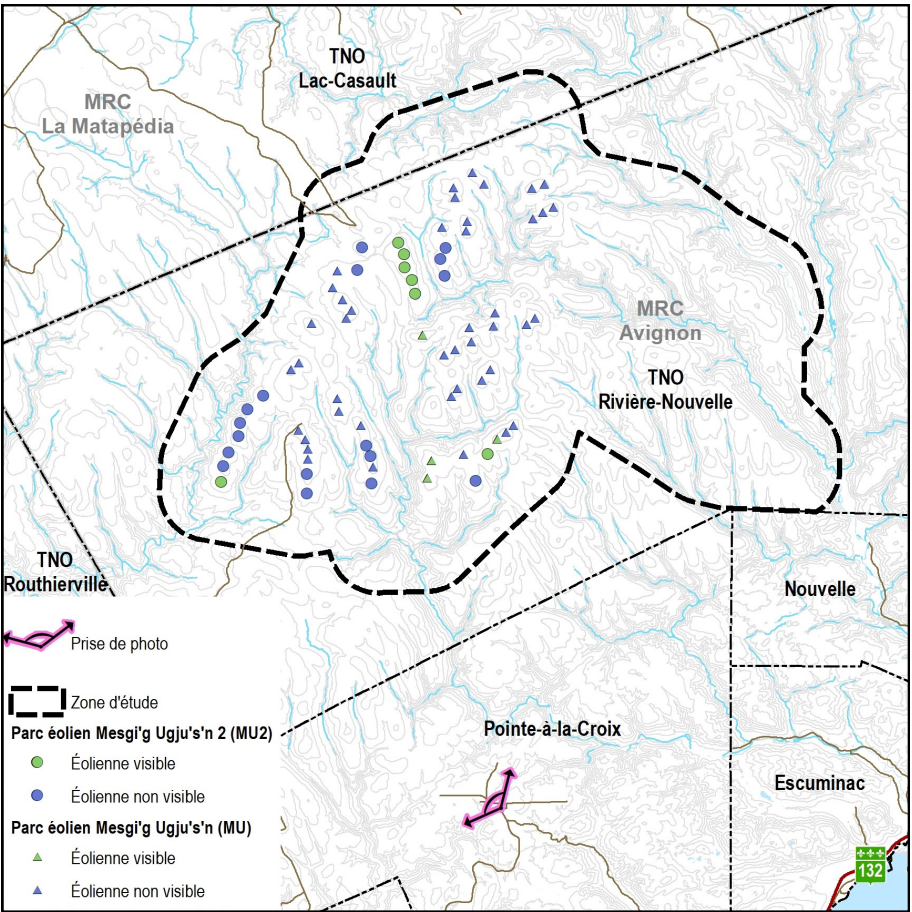 TNO
Lac-Casault
MRC
La Matapédia
MRC
Avignon
TNO
Rivière-Nouvelle
TNO
Routhierville
Nouvelle
Prise de photo
Zone d'étude
Parc éolien Mesgi'g Ugju's'n 2 (MU2)
Éolienne visible
Éolienne non visible
Parc éolien Mesgi'g Ugju's'n (MU)
Éolienne visible
Éolienne non visible
Pointe-à-la-Croix
Escuminac
132